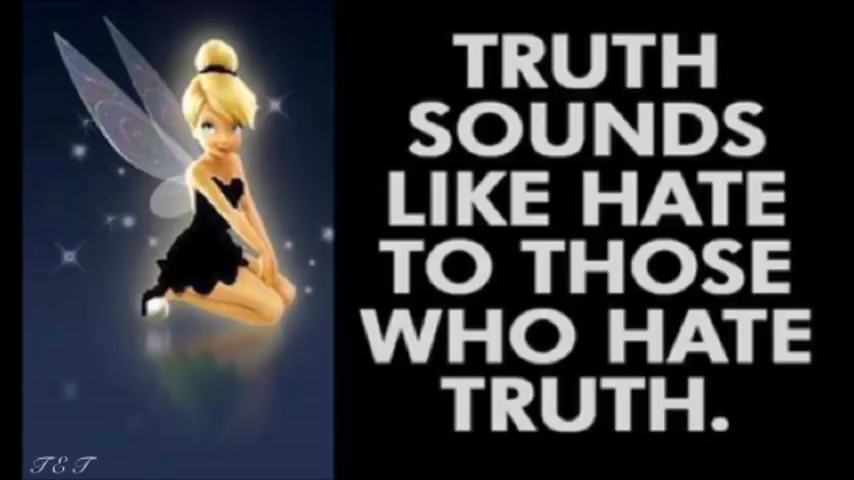 TRUTH
SOUNDS
LIKE HATE
TO THOSE
WHO HATE
TRUTH.
T&T